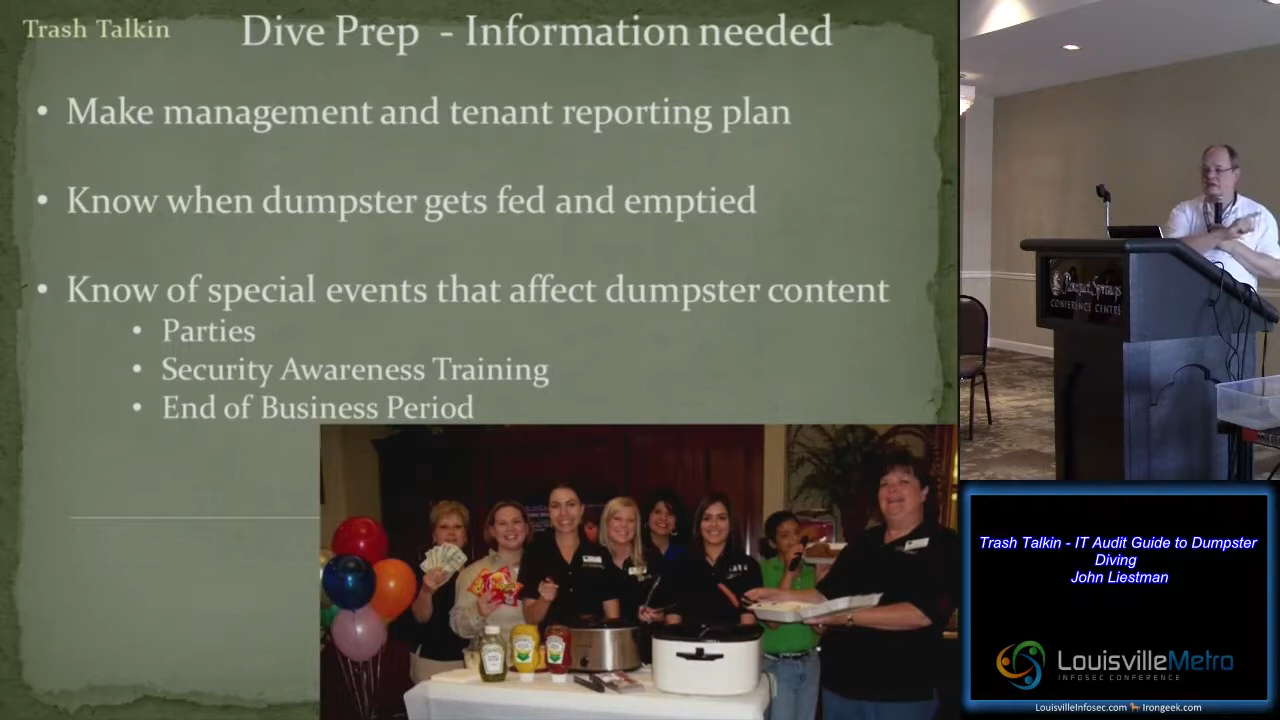 Trash Talkin
Dive Prep - Information needed
• Make management and tenant reporting plan
• Know when dumpster gets fed and emptied
• Know of special events that affect dumpster content
• Parties
• Security Awareness Training
• End of Business Period
CONFERENCE CENTRE
Trash Talkin - IT Audit Guide to Dumpster
Diving
John Liestman
LouisvilleMetro
INFOSEC CONFERENCE
LouisvilleInfosec.com Irongeek.com